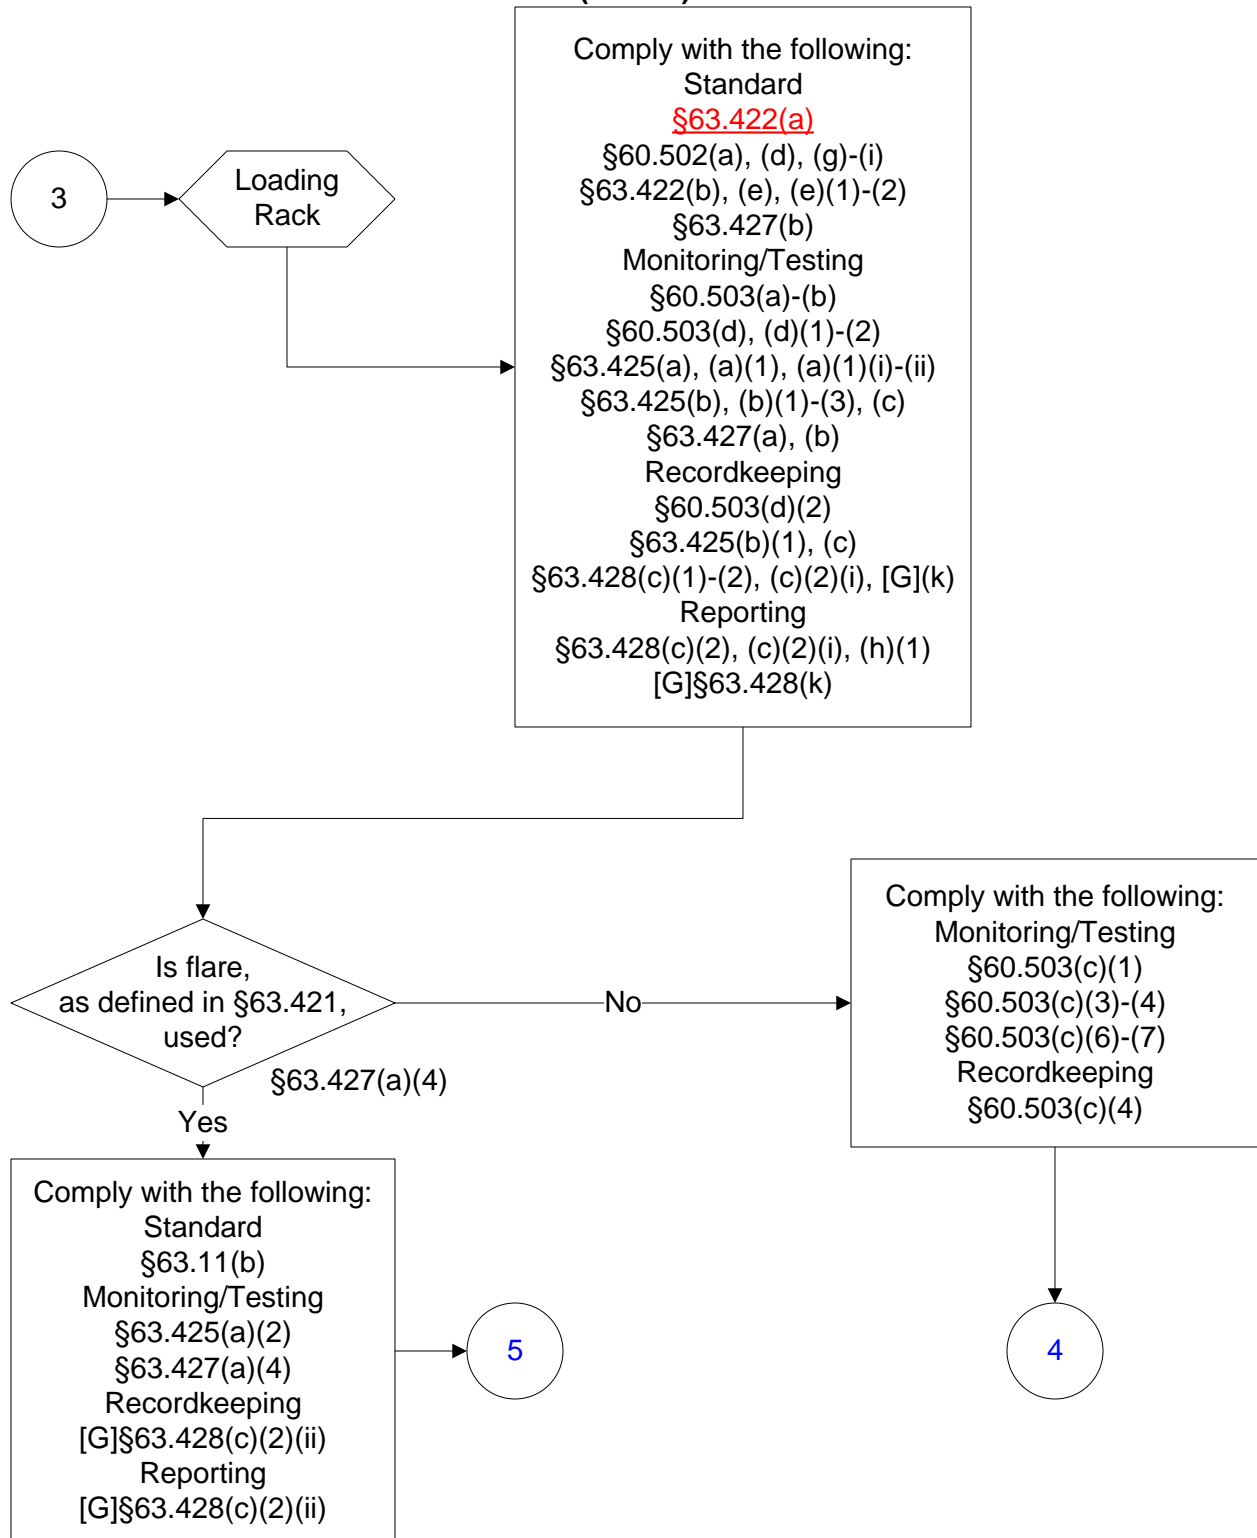 3
Loading
Rack
Comply with the following:
Standard
§63.422(a)
§60.502(a), (d), (g)-(i)
§63.422(b), (e), (e)(1)-(2)
§63.427(b)
Monitoring/Testing
§60.503(a)-(b)
§60.503(d), (d)(1)-(2)
§63.425(a), (a)(1), (a)(1)(i)-(ii)
§63.425(b), (b)(1)-(3), (c)
§63.427(a), (b)
Recordkeeping
§60.503(d)(2)
§63.425(b)(1), (c)
§63.428(c)(1)-(2), (c)(2)(i), [G](k)
Reporting
§63.428(c)(2), (c)(2)(i), (h)(1)
[G]§63.428(k)
Is flare,
as defined in §63.421,
used?
§63.427(a)(4)
No
Comply with the following:
Monitoring/Testing
§60.503(c)(1)
§60.503(c)(3)-(4)
§60.503(c)(6)-(7)
Recordkeeping
§60.503(c)(4)
Yes
Comply with the following:
Standard
§63.11(b)
Monitoring/Testing
§63.425(a)(2)
§63.427(a)(4)
Recordkeeping
[G]§63.428(c)(2)(ii)
Reporting
[G]§63.428(c)(2)(ii)
5
4